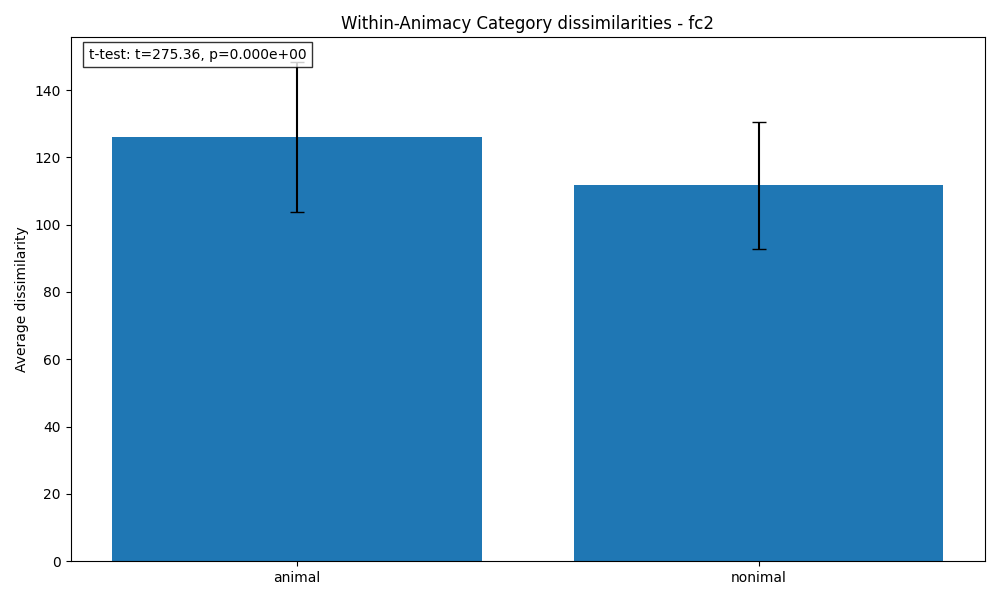 Within-Animacy Category dissimilarities - fc2
t-test: t=275.36, p=0.000e+00
Average dissimilarity
140
120
100
80
60
40
20
0
animal
nonimal